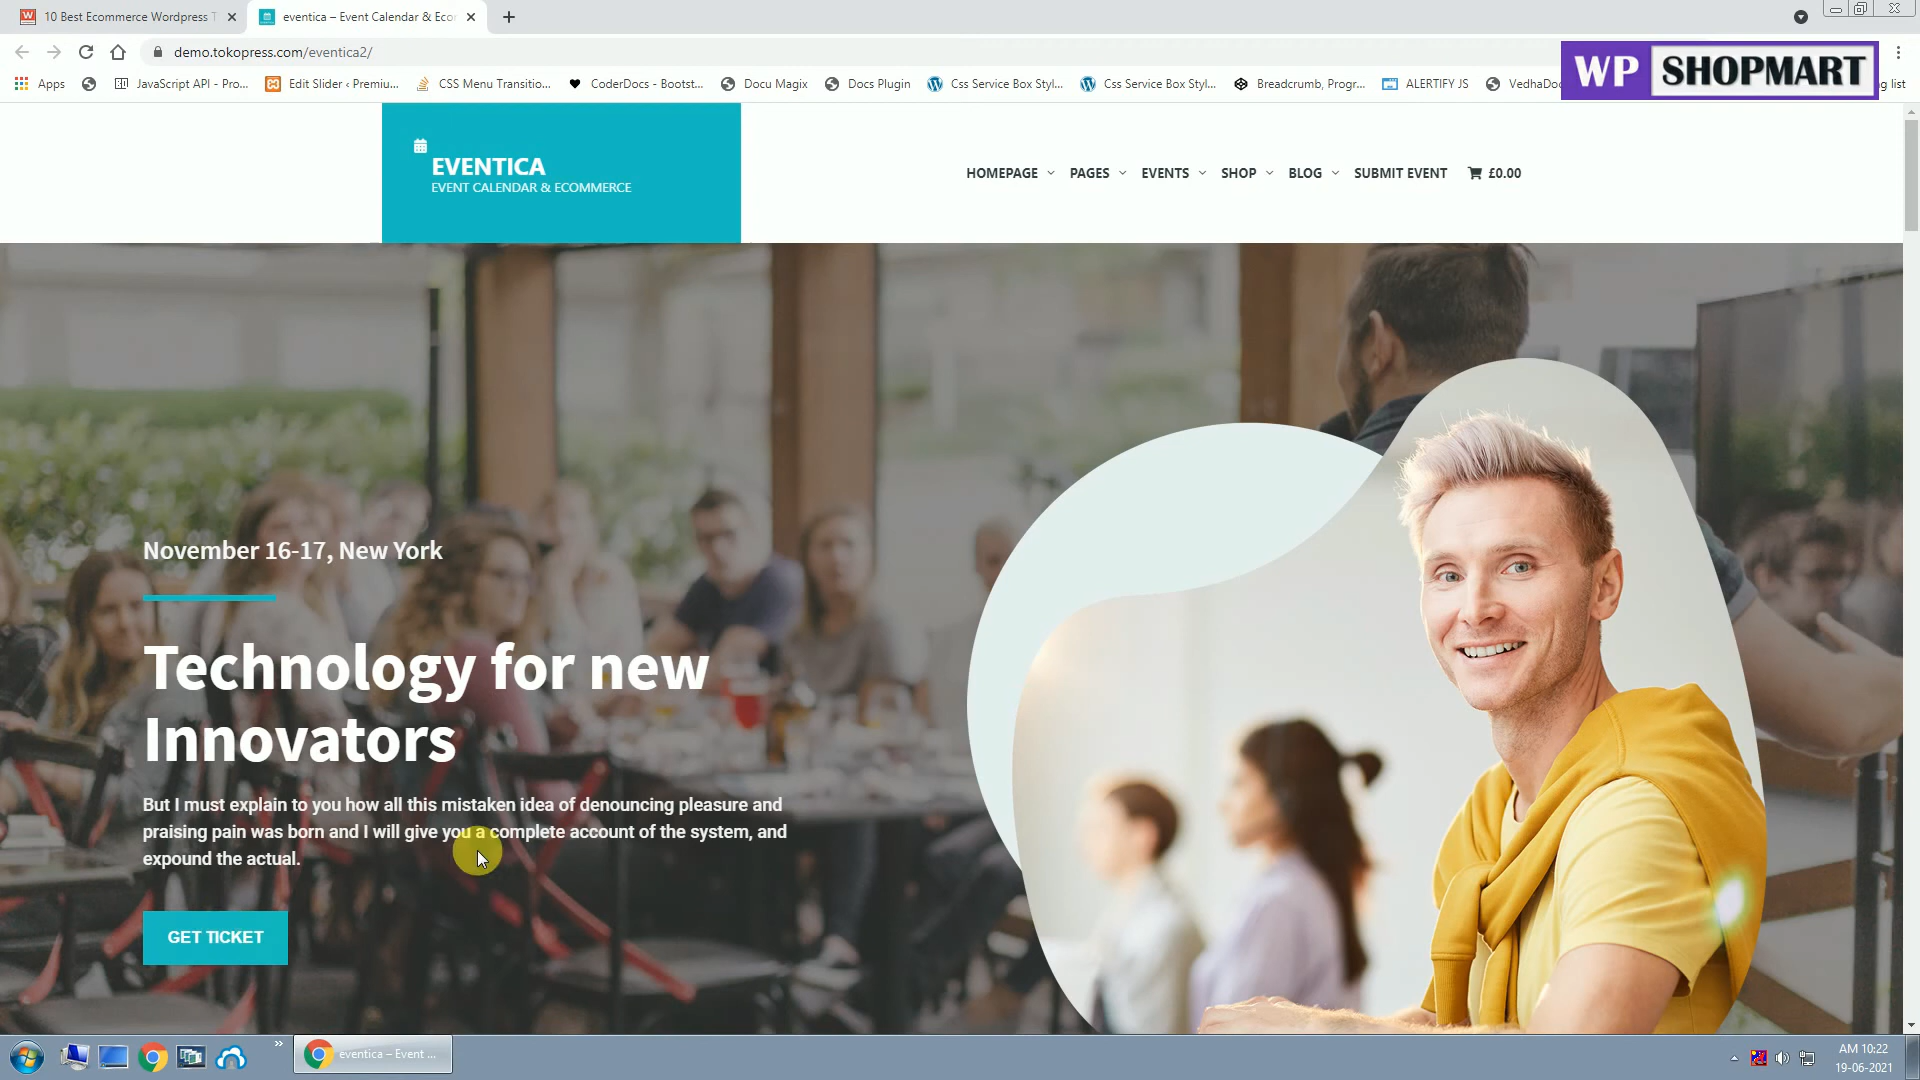 10 Best Ecommerce Wordpress T
eventica – Event Calendar & Ecor
demo.tokopress.com/eventica2/
WP SHOPMART
Apps
JavaScript API - Pro...
Edit Slider ‹ Premiu...
CSS Menu Transitio...
CoderDocs - Bootst...
Docu Magix
Docs Plugin
Css Service Box Styl...
Css Service Box Styl...
Breadcrumb, Progr...
ALERTIFY JS
VedhaDoc
ng list
EVENTICA
EVENT CALENDAR & ECOMMERCE
HOMEPAGE PAGES EVENTS SHOP BLOG SUBMIT EVENT £0.00
November 16-17, New York
Technology for new
Innovators
But I must explain to you how all this mistaken idea of denouncing pleasure and
praising pain was born and I will give you a complete account of the system, and
expound the actual.
GET TICKET
eventica – Event ...
AM 10:22
19-06-2021